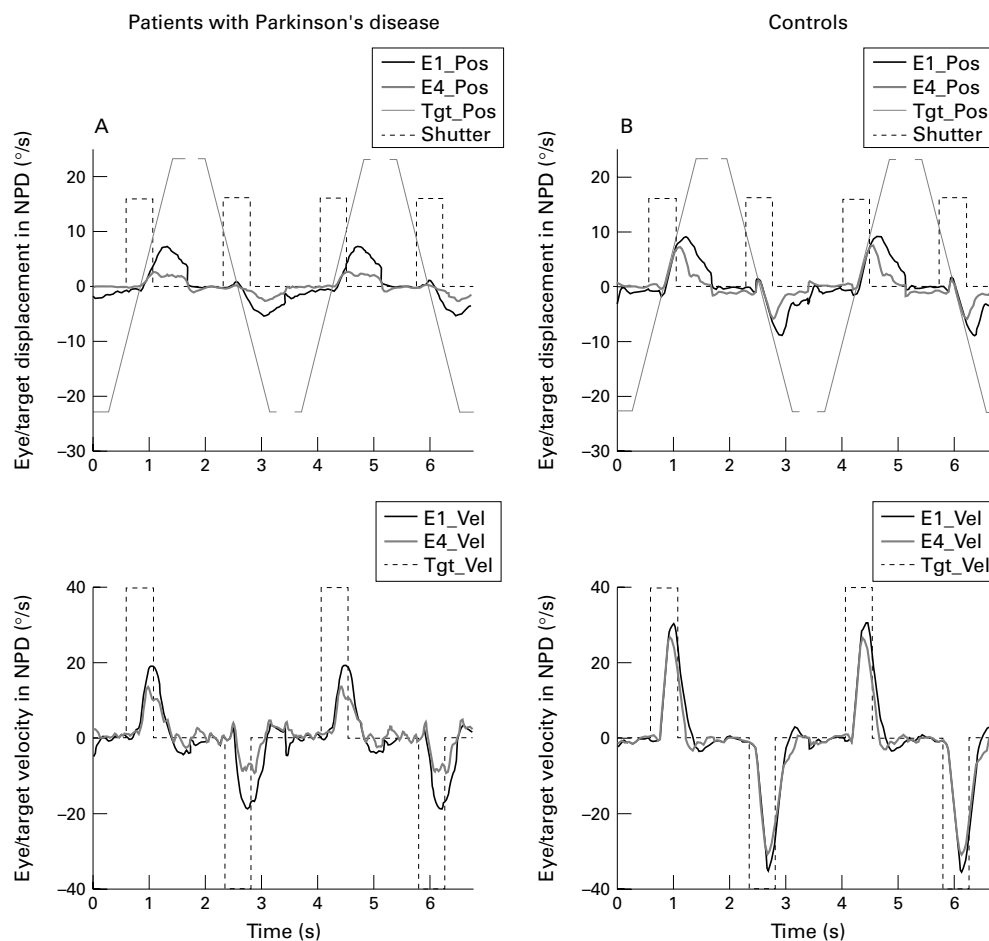 Patients with Parkinson's disease
Controls
E1_Pos
E4_Pos
Tgt_Pos
Shutter
A
Eye/target displacement in NPD (°/s)
20
10
0
–10
–20
–30
0 1 2 3 4 5 6
E1_Pos
E4_Pos
Tgt_Pos
Shutter
B
Eye/target displacement in NPD (°/s)
20
10
0
–10
–20
–30
0 1 2 3 4 5 6
E1_Vel
E4_Vel
Tgt_Vel
Eye/target velocity in NPD (°/s)
40
20
0
–20
–40
0 1 2 3 4 5 6
Time (s)
E1_Vel
E4_Vel
Tgt_Vel
Eye/target velocity in NPD (°/s)
40
20
0
–20
–40
0 1 2 3 4 5 6
Time (s)